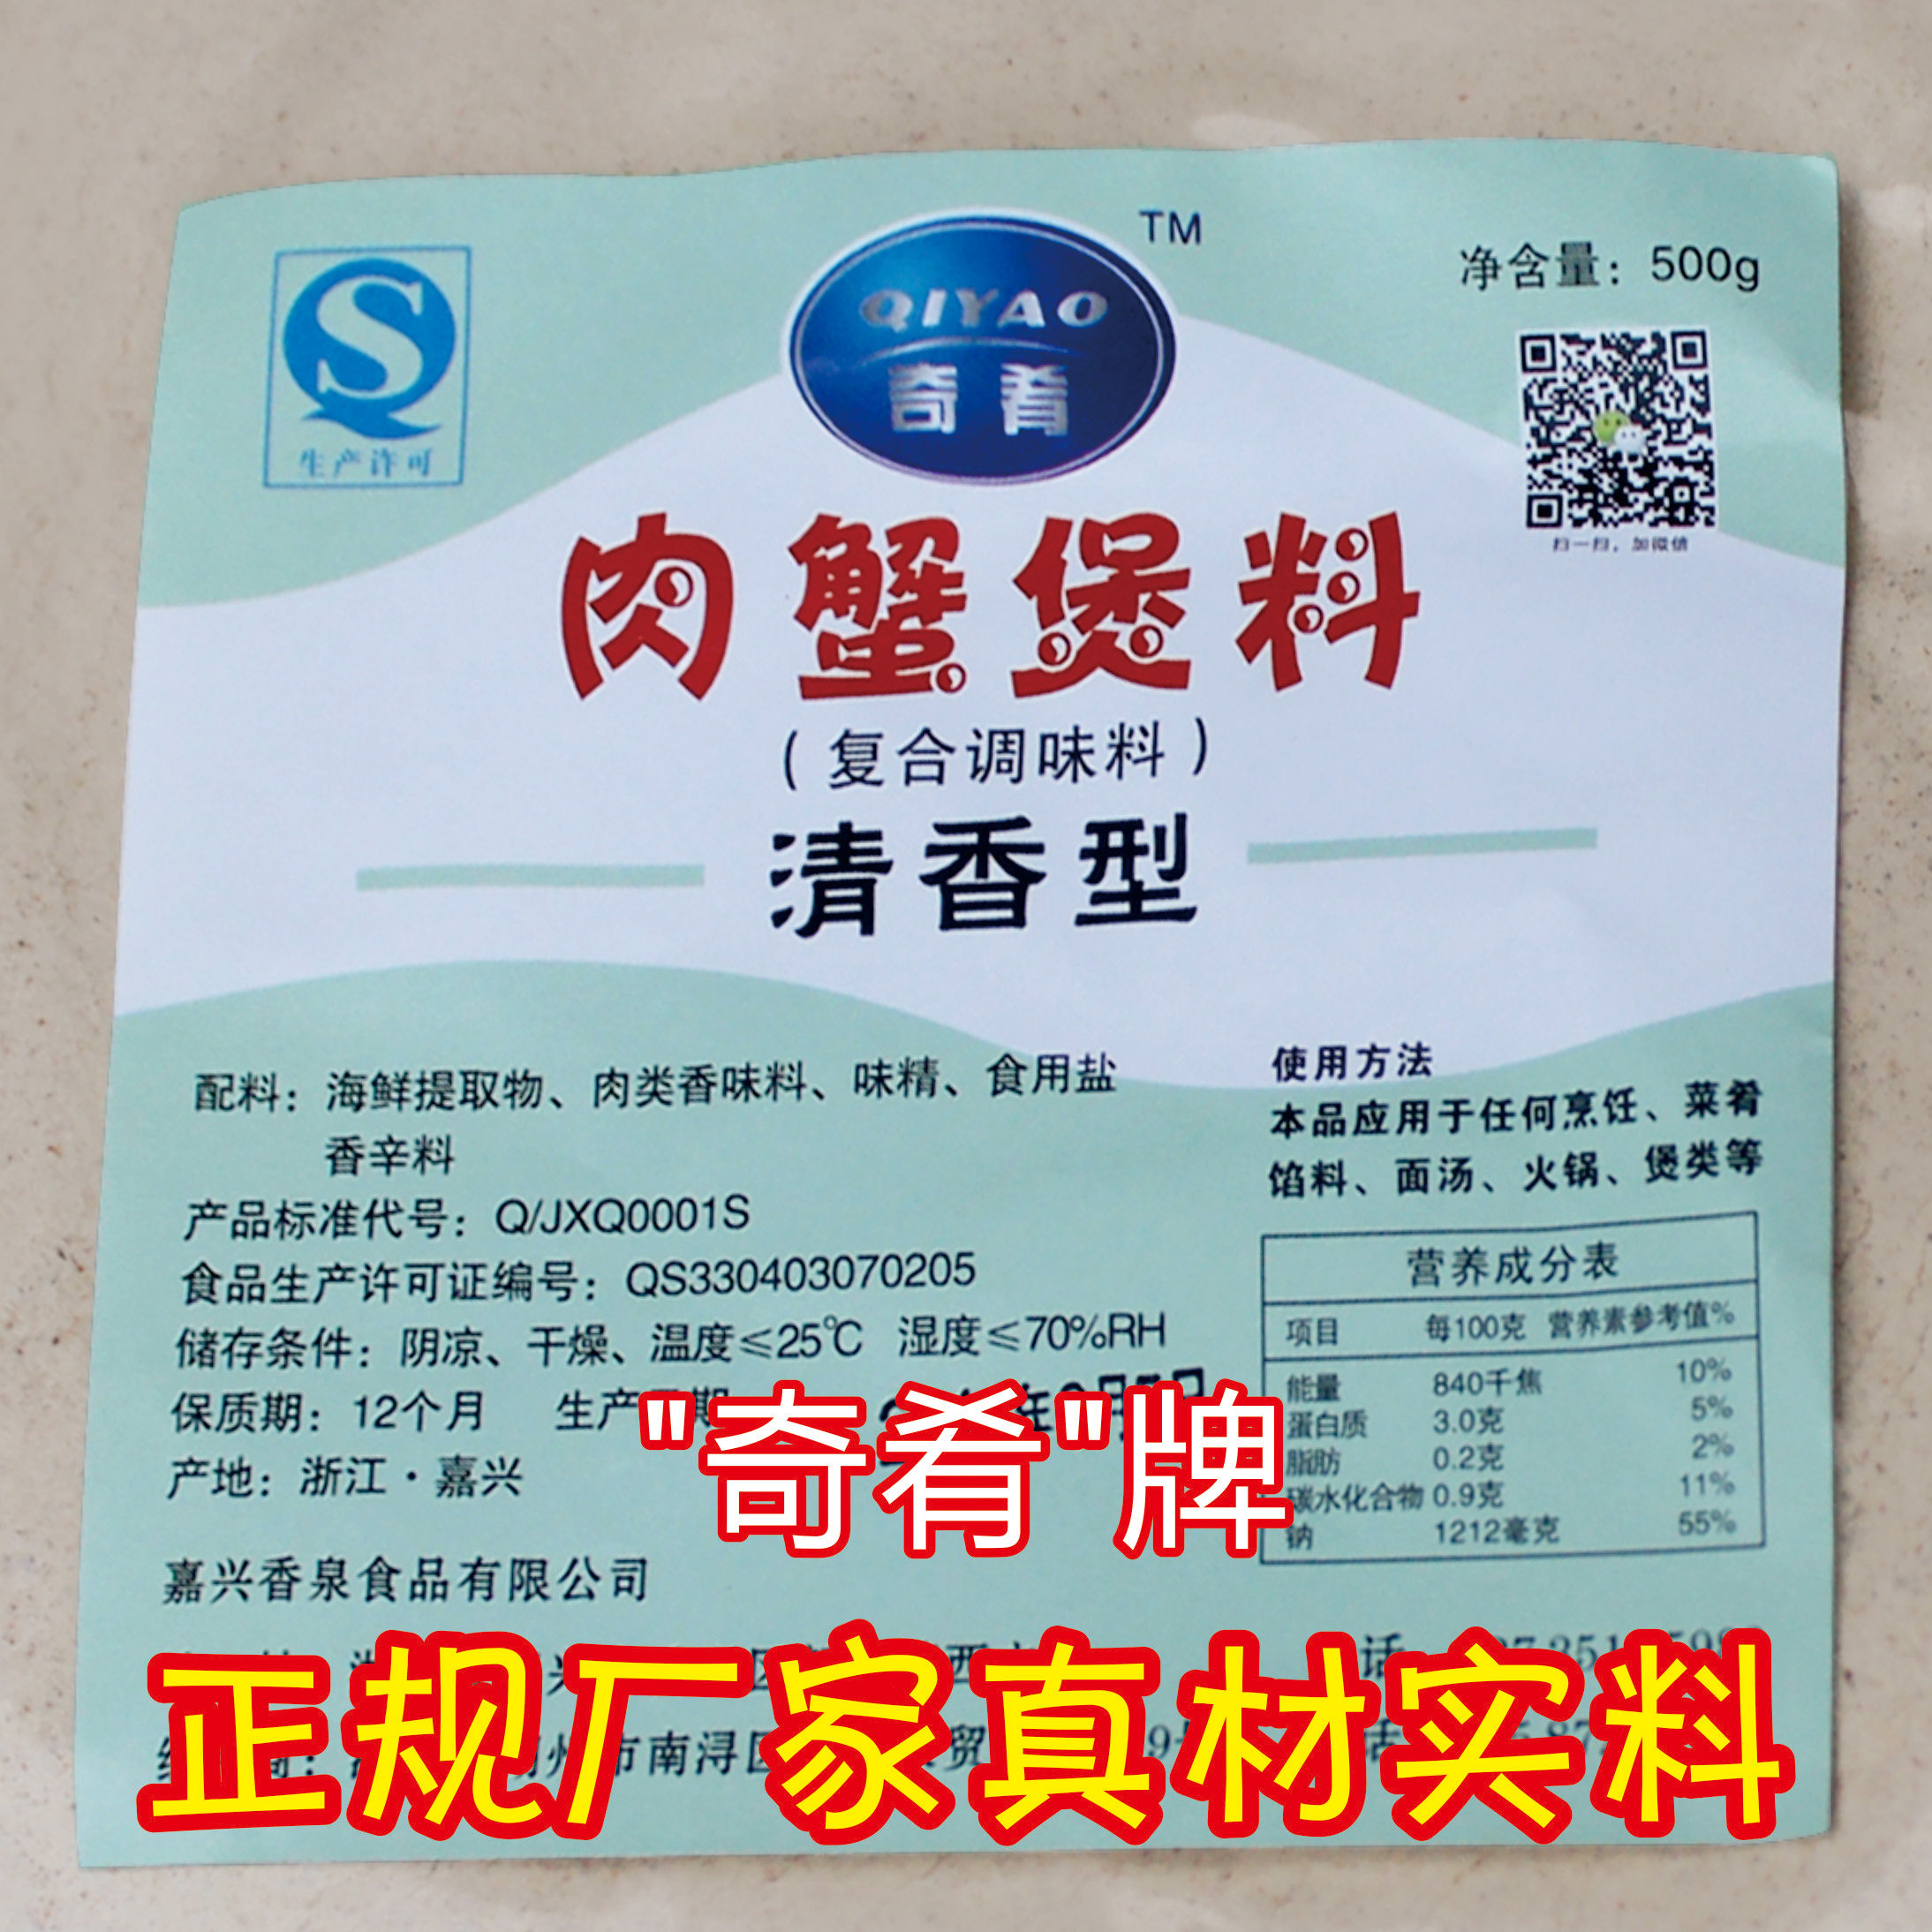 TM
QIYAO
奇肴
净含量：500g
生产许可
扫一扫，加微信
肉蟹煲料
（复合调味料）
清香型
配料：海鲜提取物、肉类香味料、味精、食用盐
香辛料
产品标准代号：Q/JXQ0001S
食品生产许可证编号：QS330403070205
储存条件：阴凉、干燥、温度≤25℃ 湿度≤70%RH
保质期：12个月 生产
产地：浙江·嘉兴
嘉兴香泉食品有限公司
使用方法
本品应用于任何烹饪、菜肴
馅料、面汤、火锅、煲类等
营养成分表
项目 每100克 营养素参考值%
能量 840千焦 10%
蛋白质 3.0克 5%
脂肪 0.2克 2%
碳水化合物 0.9克 11%
钠 1212毫克 55%
"奇肴"牌
正规厂家真材实料
市南浔区